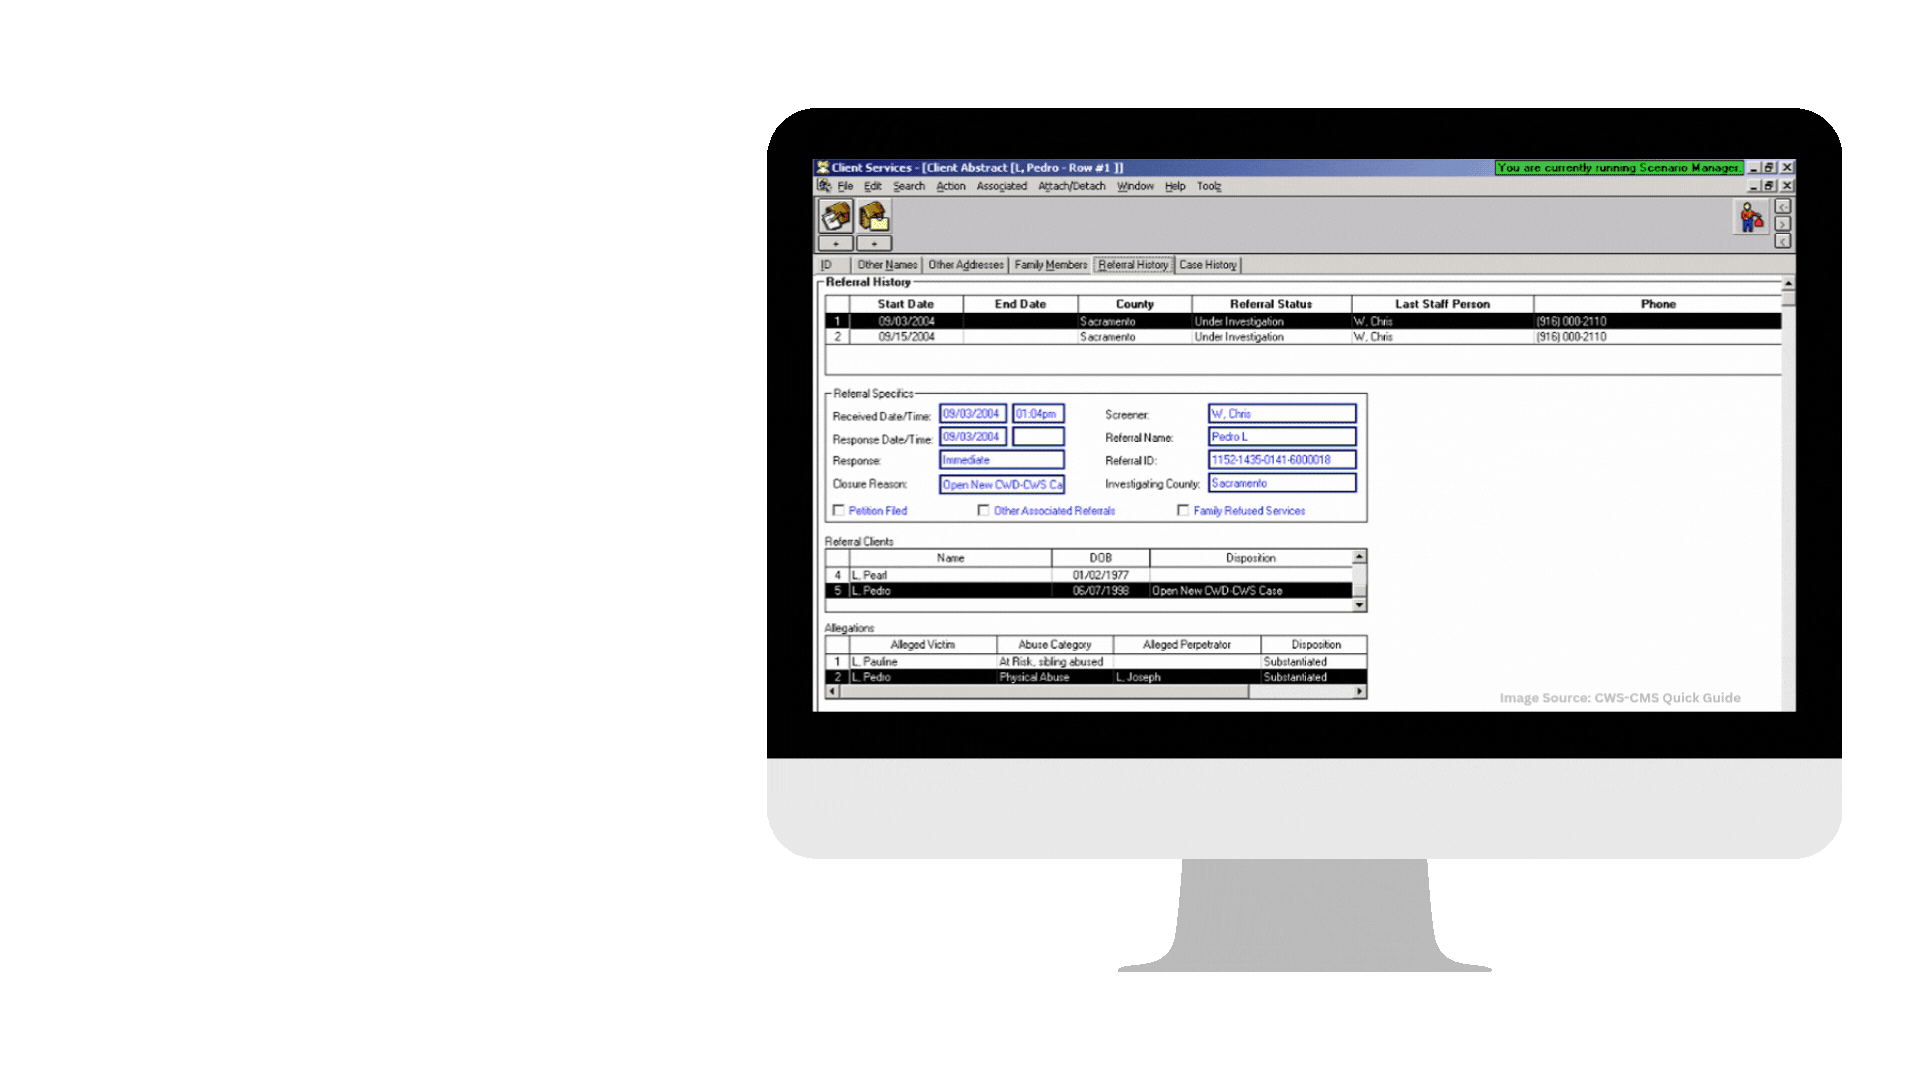 Client Services - [Client Abstract [L, Pedro - Row #1 ]]
You are currently running Scenario Manager.
File Edit Search Action Associated Attach/Detach Window Help Tools
+ +
ID Other Names Other Addresses Family Members Referral History Case History
Referral History
Start Date End Date County Referral Status Last Staff Person Phone
1 09/03/2004 Sacramento Under Investigation W, Chris (916) 000-2110
2 09/15/2004 Sacramento Under Investigation W, Chris (916) 000-2110
Referral Specifics
Received Date/Time: 09/03/2004 01:04pm Screener: W, Chris
Response Date/Time: 09/03/2004 Referral Name: Pedro L
Response: Immediate Referral ID: 1152-1435-0141-6000018
Closure Reason: Open New CWD-CWS Ca Investigating County: Sacramento
Petition Filed Other Associated Referrals Family Refused Services
Referral Clients
Name DOB Disposition
4 L, Pearl 01/02/1977
5 L, Pedro 06/07/1998 Open New CWD-CWS Case
Allegations
Alleged Victim Abuse Category Alleged Perpetrator Disposition
1 L, Pauline At Risk, sibling abused Substantiated
2 L, Pedro Physical Abuse L, Joseph Substantiated
Image Source: CWS-CMS Quick Guide